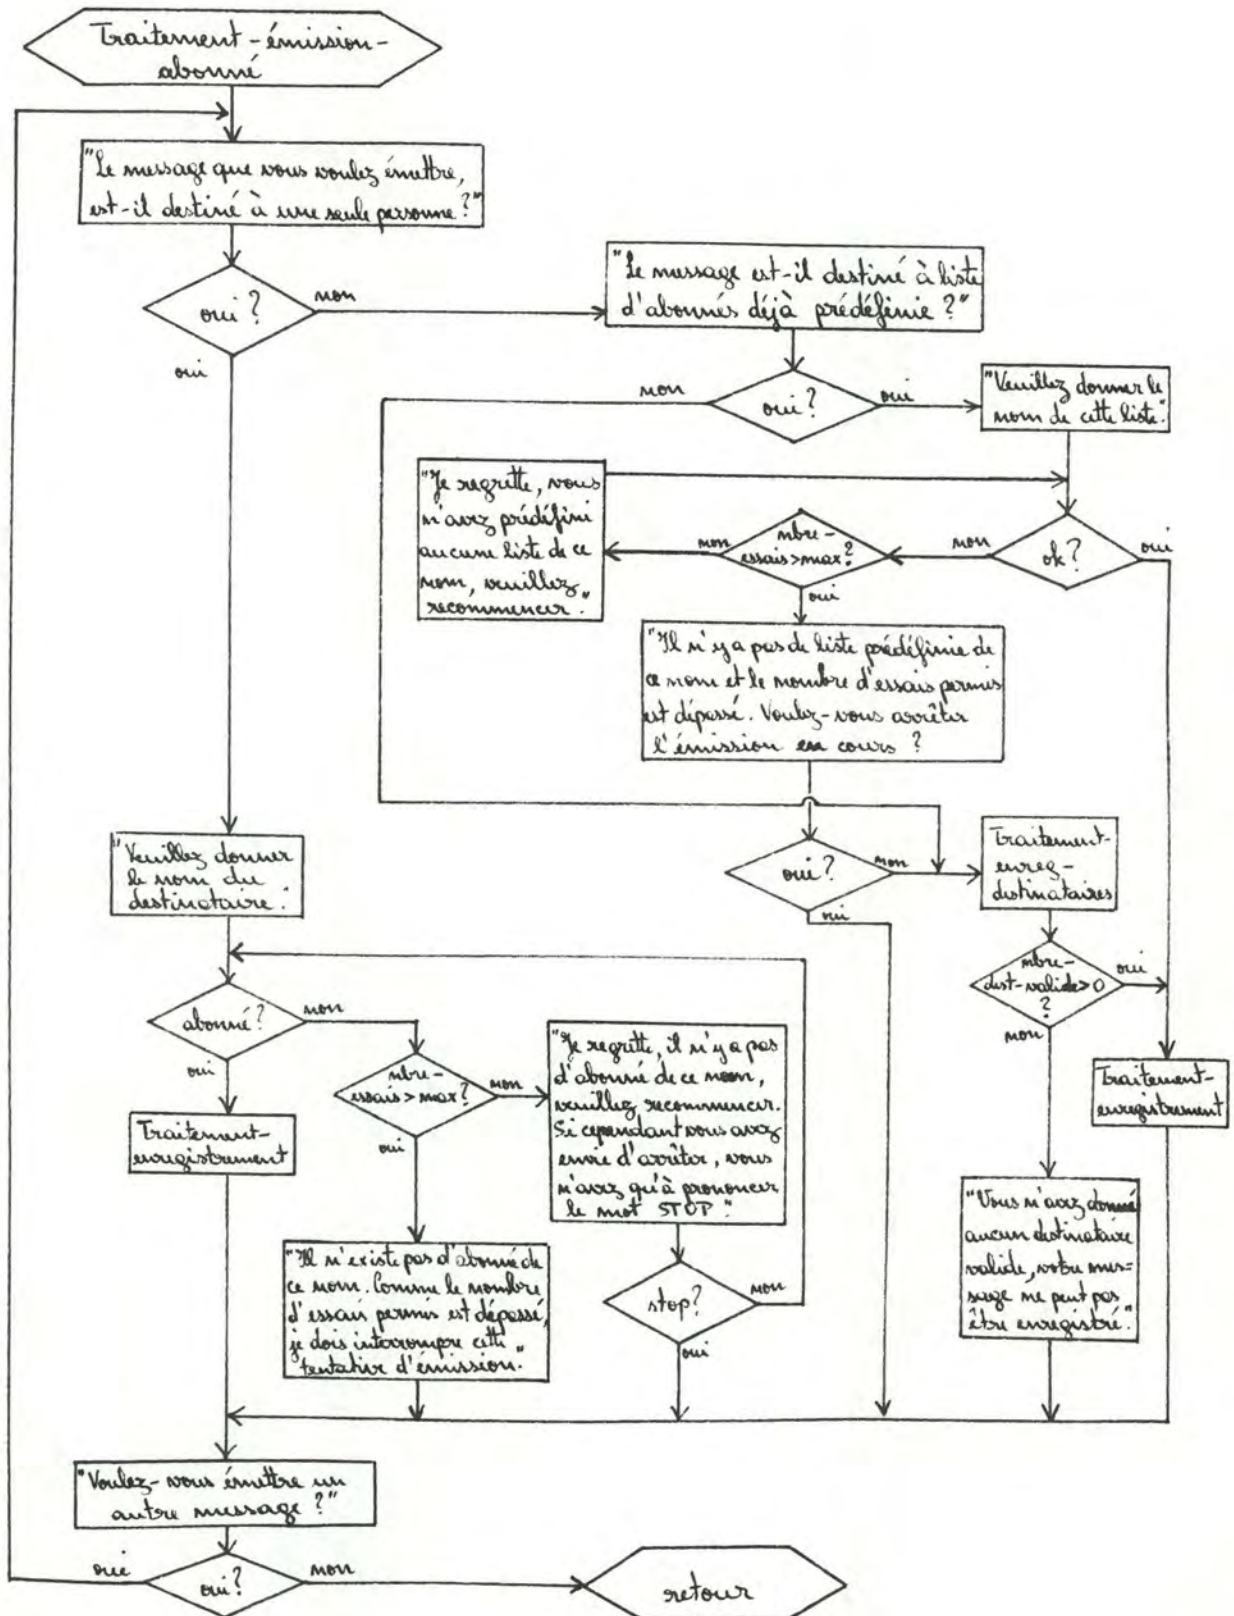 Traitement-émission-
abonné
"Le message que vous voulez émettre,
est-il destiné à une seule personne?"
oui?
non
oui
"Le message est-il destiné à liste
d'abonnés déjà prédéfinie?"
non
oui?
oui
"Veuillez donner le
nom de cette liste"
"Je regrette, vous
n'avez prédéfini
aucune liste de ce
nom, veuillez
recommencer."
non
nbre-
essais>max?
oui
non
ok?
oui
"Il n'y a pas de liste prédéfinie de
ce nom et le nombre d'essais permis
est dépassé. Voulez-vous arrêter
l'émission en cours ?
oui?
non
oui
Traitement-
enreg-
destinataires
nbre-
dest-valide>0
?
oui
non
Traitement-
enregistrement
"Vous n'avez donné
aucun destinataire
valide, votre mes-
sage ne peut pas
être enregistré."
"Veuillez donner
le nom du
destinataire."
abonné?
non
oui
Traitement-
enregistrement
nbre-
essais>max?
non
oui
"Je regrette, il n'y a pas
d'abonné de ce nom,
veuillez recommencer.
Si cependant vous avez
envie d'arrêter, vous
n'avez qu'à prononcer
le mot STOP."
"Il n'existe pas d'abonné de
ce nom. Comme le nombre
d'essais permis est dépassé,
je dois interrompre cette
tentative d'émission."
stop?
non
oui
"Voulez-vous émettre un
autre message?"
oui
oui?
non
retour